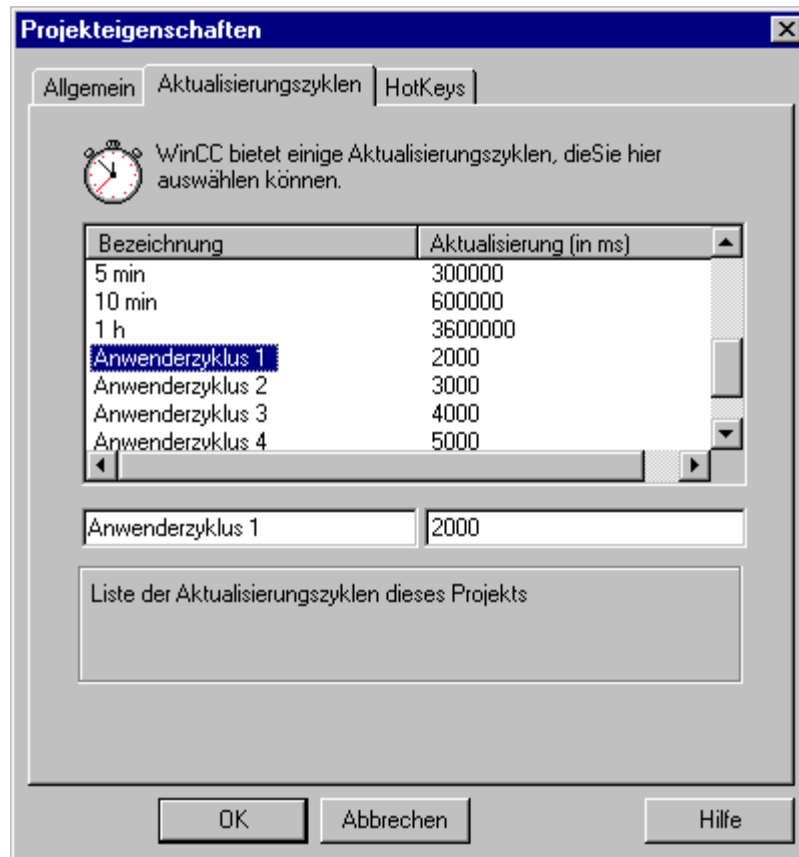 Projekteigenschaften
Allgemein Aktualisierungszyklen HotKeys
WinCC bietet einige Aktualisierungszyklen, dieSie hier
auswählen können.
Bezeichnung Aktualisierung (in ms)
5 min 300000
10 min 600000
1 h 3600000
Anwenderzyklus 1 2000
Anwenderzyklus 2 3000
Anwenderzyklus 3 4000
Anwenderzyklus 4 5000
Anwenderzyklus 1 2000
Liste der Aktualisierungszyklen dieses Projekts
OK Abbrechen Hilfe